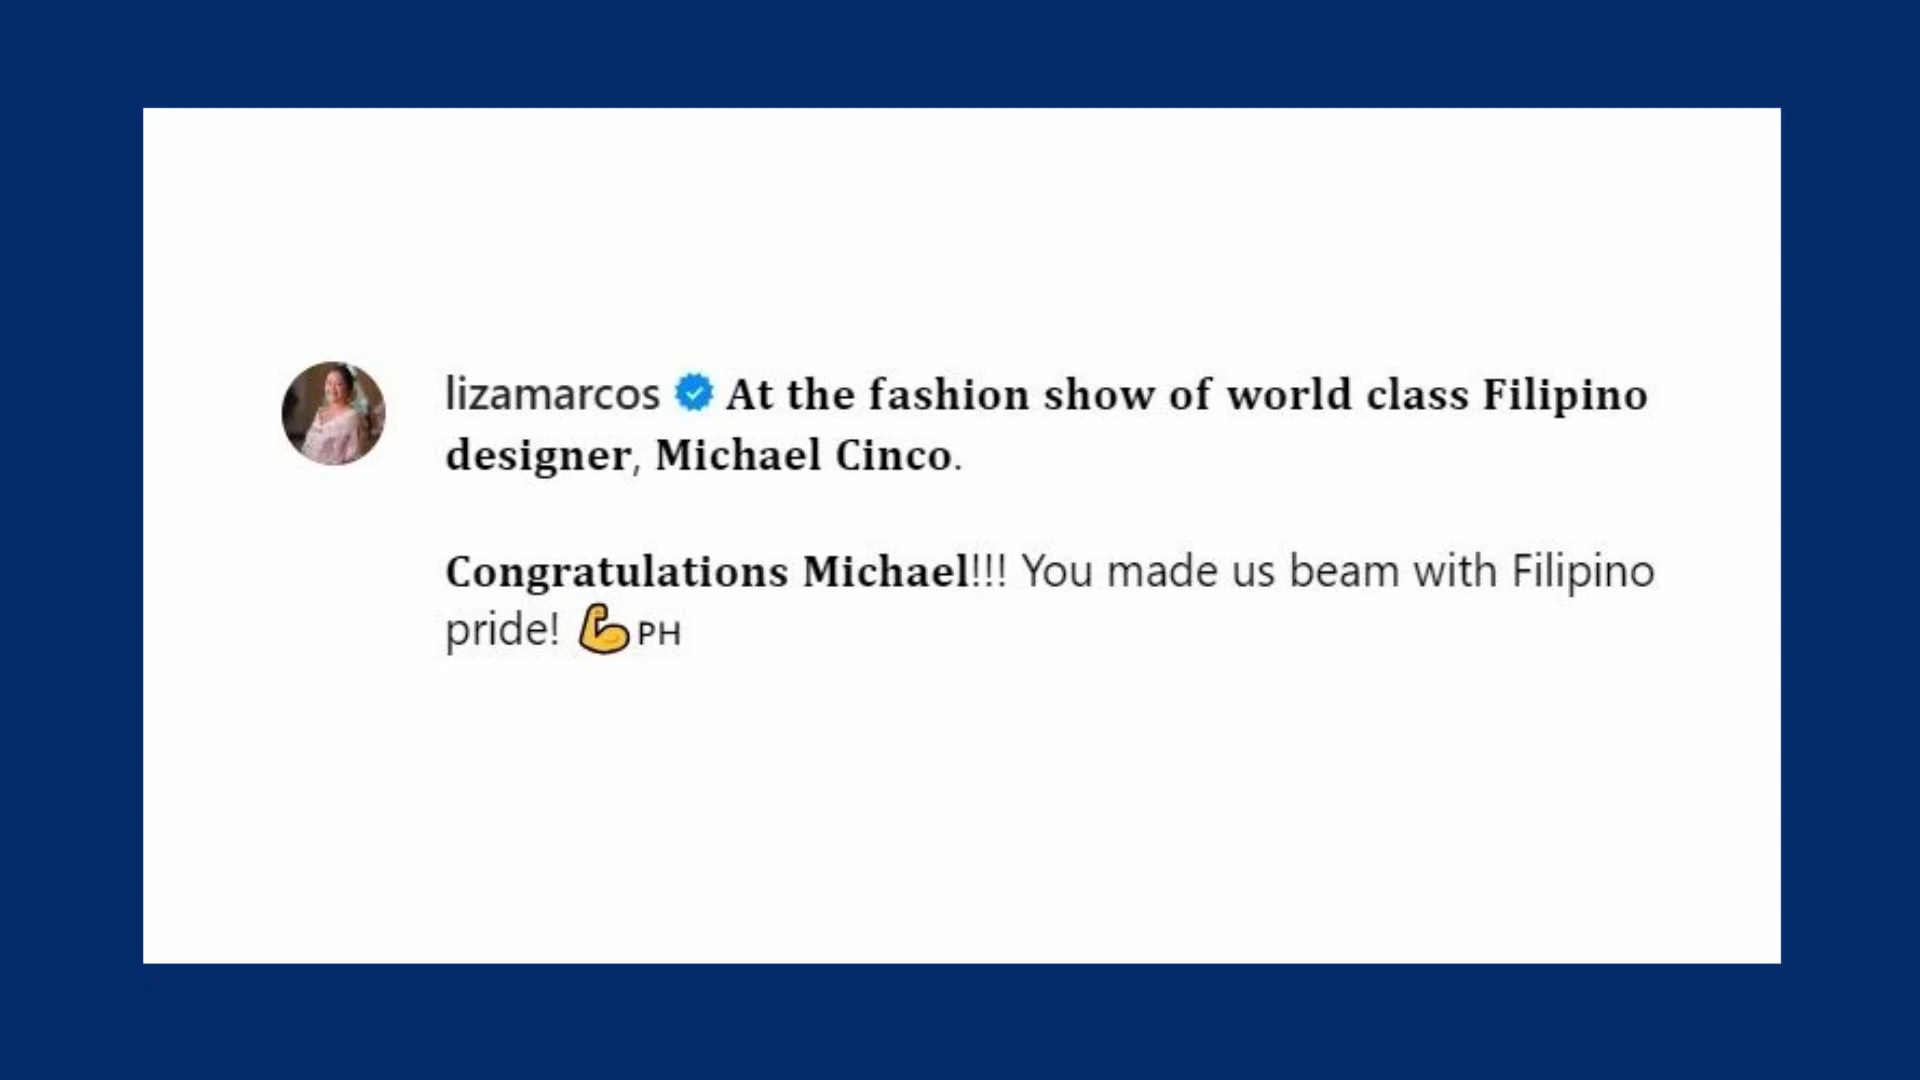 lizamarcos At the fashion show of world class Filipino
designer, Michael Cinco.
Congratulations Michael!!! You made us beam with Filipino
pride! 💪PH